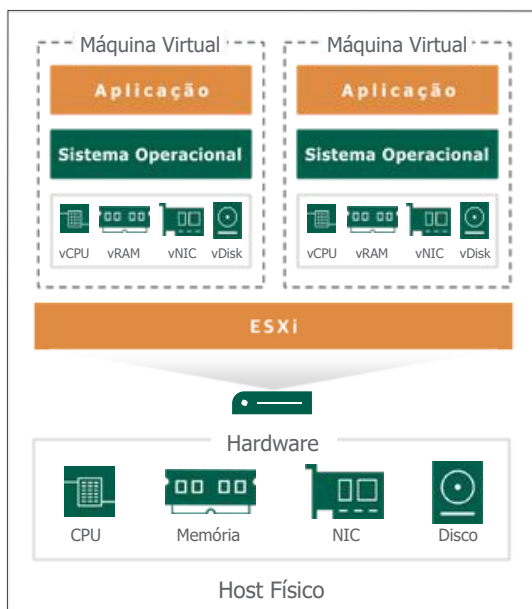 Máquina Virtual Máquina Virtual
Aplicação Aplicação
Sistema Operacional Sistema Operacional
vCPU vRAM vNIC vDisk vCPU vRAM vNIC vDisk
ESXi
Hardware
CPU Memória NIC Disco
Host Físico